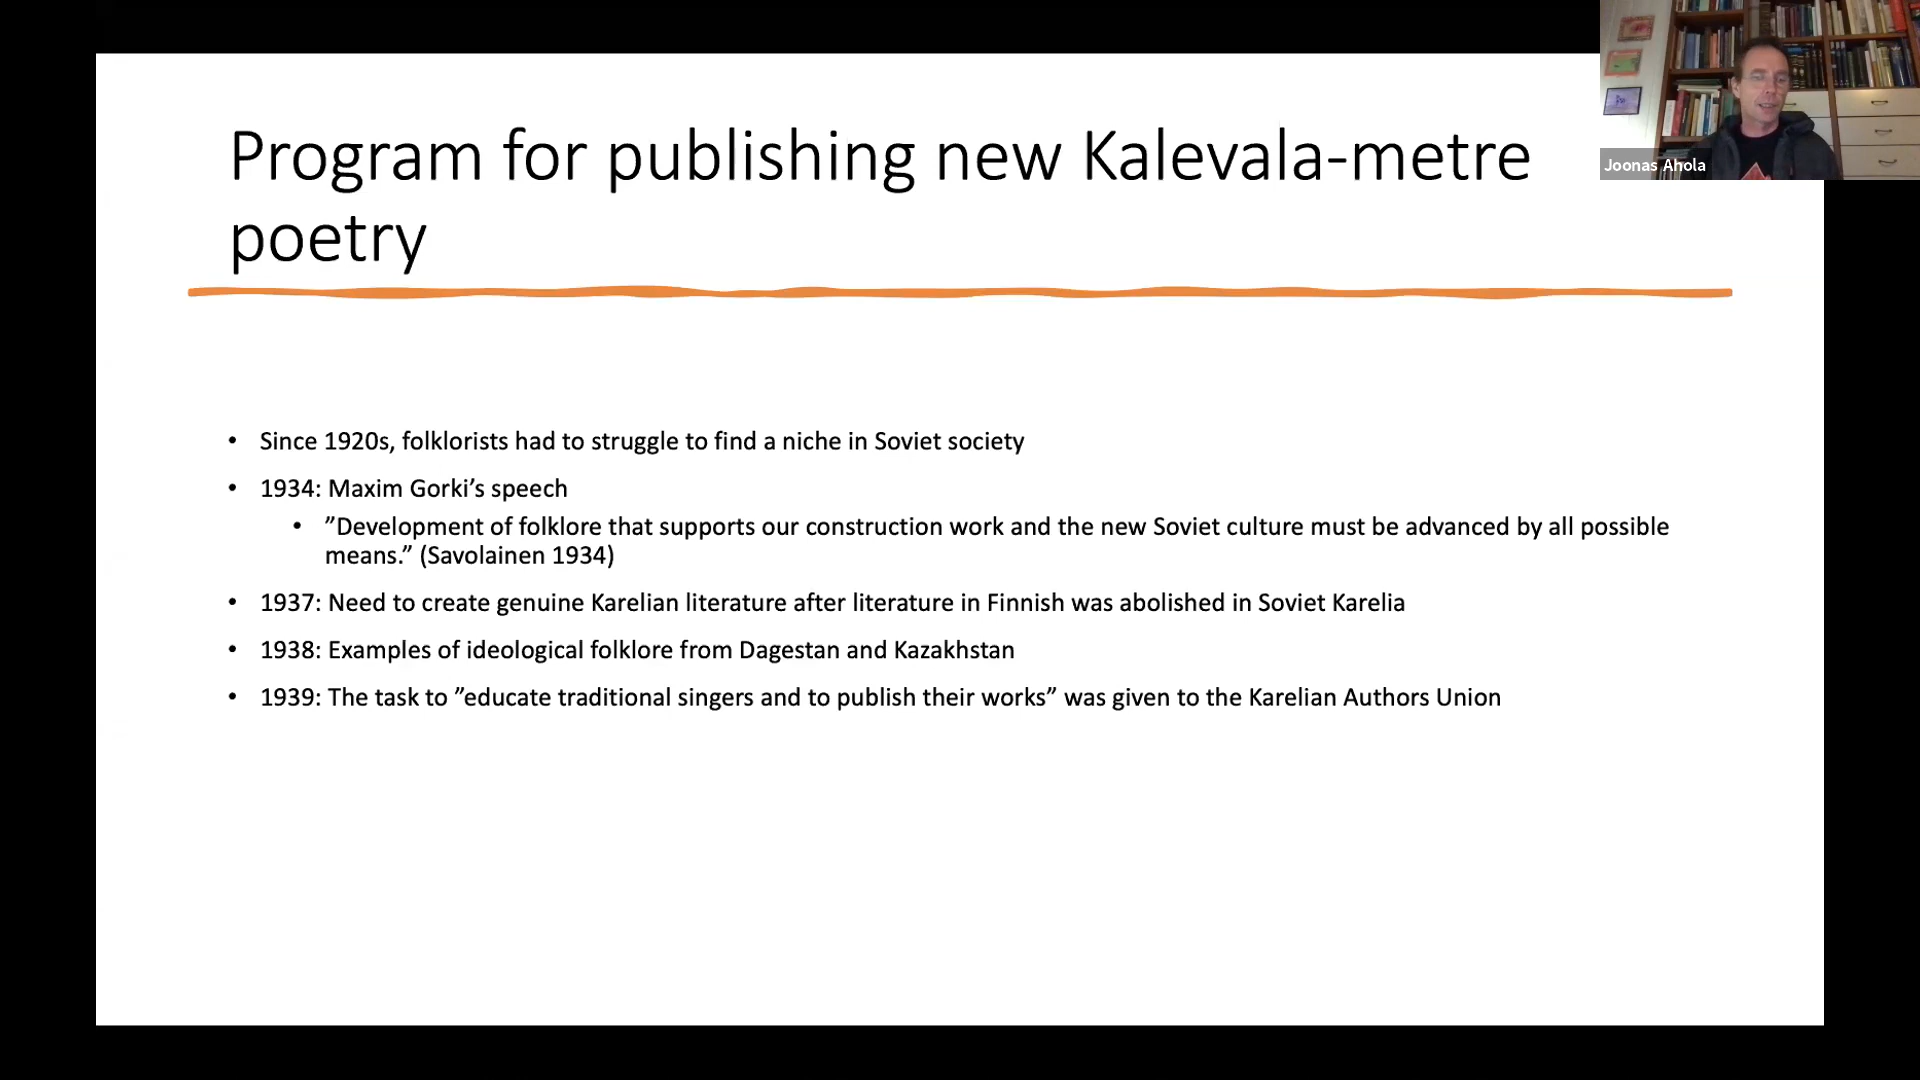 Program for publishing new Kalevala-metre
poetry
Joonas Ahola
• Since 1920s, folklorists had to struggle to find a niche in Soviet society
• 1934: Maxim Gorki’s speech
• ”Development of folklore that supports our construction work and the new Soviet culture must be advanced by all possible
means.” (Savolainen 1934)
• 1937: Need to create genuine Karelian literature after literature in Finnish was abolished in Soviet Karelia
• 1938: Examples of ideological folklore from Dagestan and Kazakhstan
• 1939: The task to ”educate traditional singers and to publish their works” was given to the Karelian Authors Union